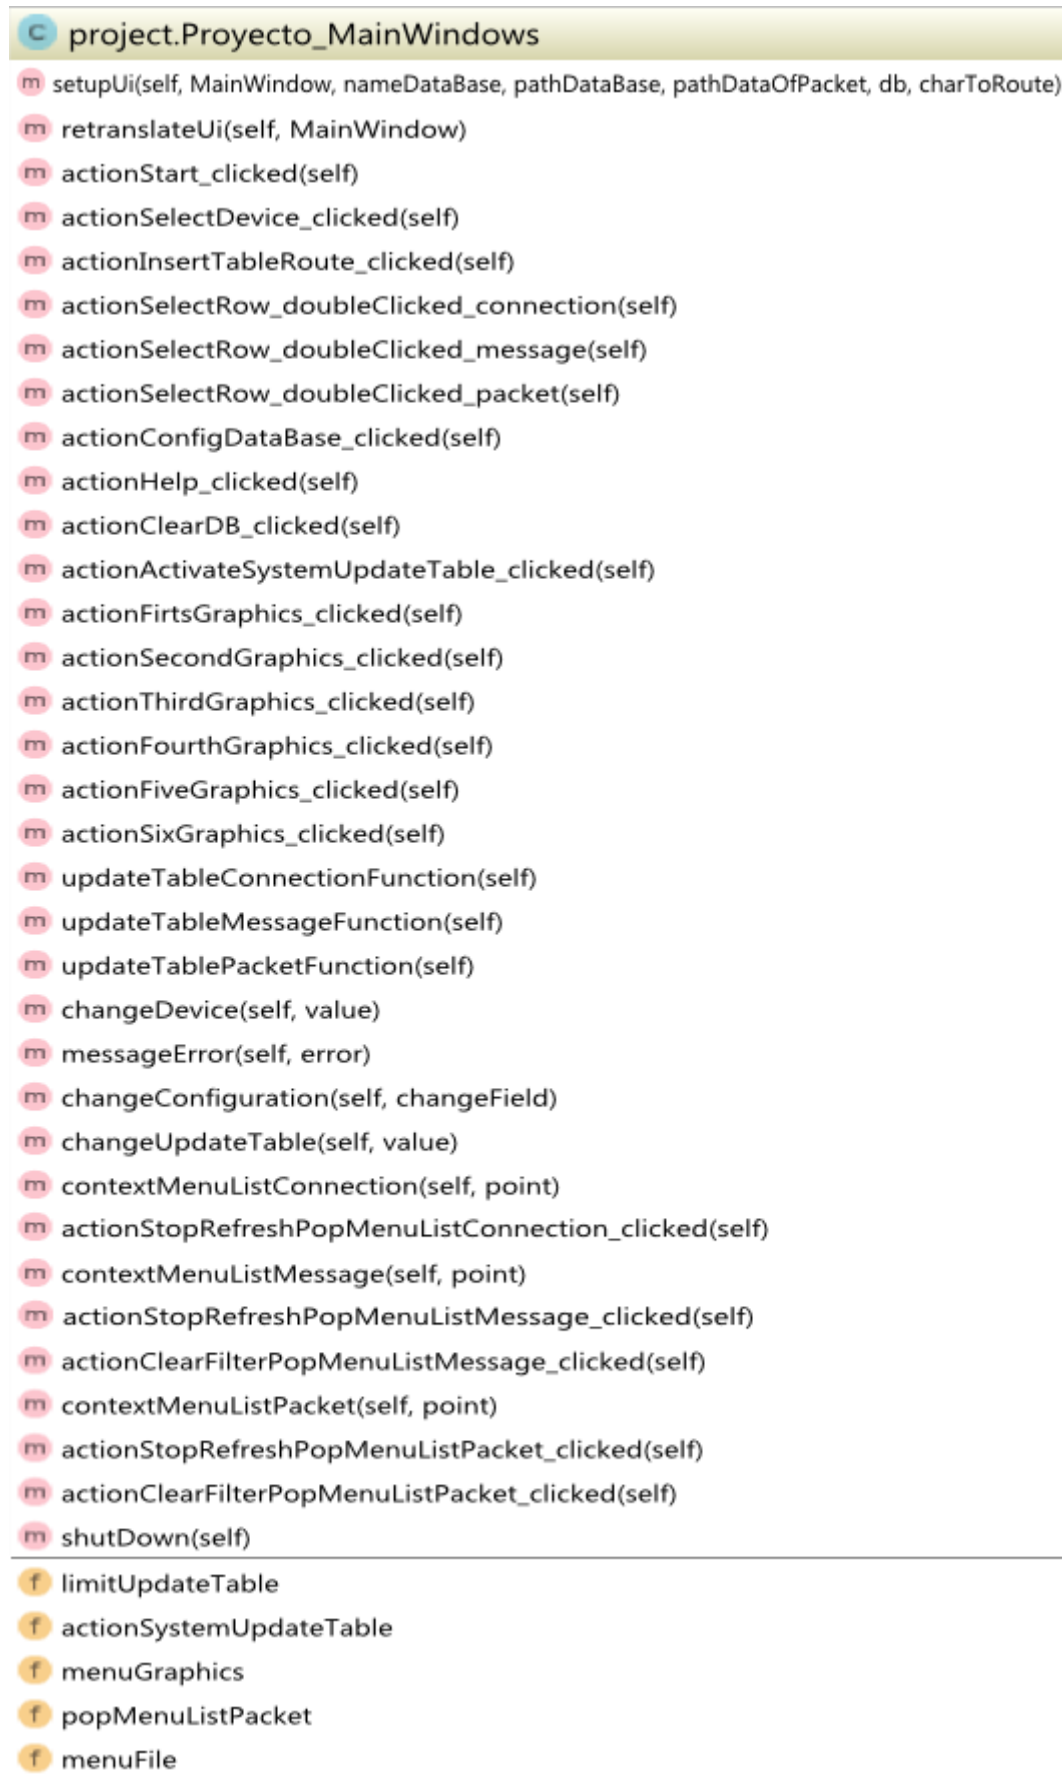 C project.Proyecto_MainWindows
m setupUi(self, MainWindow, nameDataBase, pathDataBase, pathDataOfPacket, db, charToRoute)
m retranslateUi(self, MainWindow)
m actionStart_clicked(self)
m actionSelectDevice_clicked(self)
m actionInsertTableRoute_clicked(self)
m actionSelectRow_doubleClicked_connection(self)
m actionSelectRow_doubleClicked_message(self)
m actionSelectRow_doubleClicked_packet(self)
m actionConfigDataBase_clicked(self)
m actionHelp_clicked(self)
m actionClearDB_clicked(self)
m actionActivateSystemUpdateTable_clicked(self)
m actionFirtsGraphics_clicked(self)
m actionSecondGraphics_clicked(self)
m actionThirdGraphics_clicked(self)
m actionFourthGraphics_clicked(self)
m actionFiveGraphics_clicked(self)
m actionSixGraphics_clicked(self)
m updateTableConnectionFunction(self)
m updateTableMessageFunction(self)
m updateTablePacketFunction(self)
m changeDevice(self, value)
m messageError(self, error)
m changeConfiguration(self, changeField)
m changeUpdateTable(self, value)
m contextMenuListConnection(self, point)
m actionStopRefreshPopMenuListConnection_clicked(self)
m contextMenuListMessage(self, point)
m actionStopRefreshPopMenuListMessage_clicked(self)
m actionClearFilterPopMenuListMessage_clicked(self)
m contextMenuListPacket(self, point)
m actionStopRefreshPopMenuListPacket_clicked(self)
m actionClearFilterPopMenuListPacket_clicked(self)
m shutDown(self)
f limitUpdateTable
f actionSystemUpdateTable
f menuGraphics
f popMenuListPacket
f menuFile